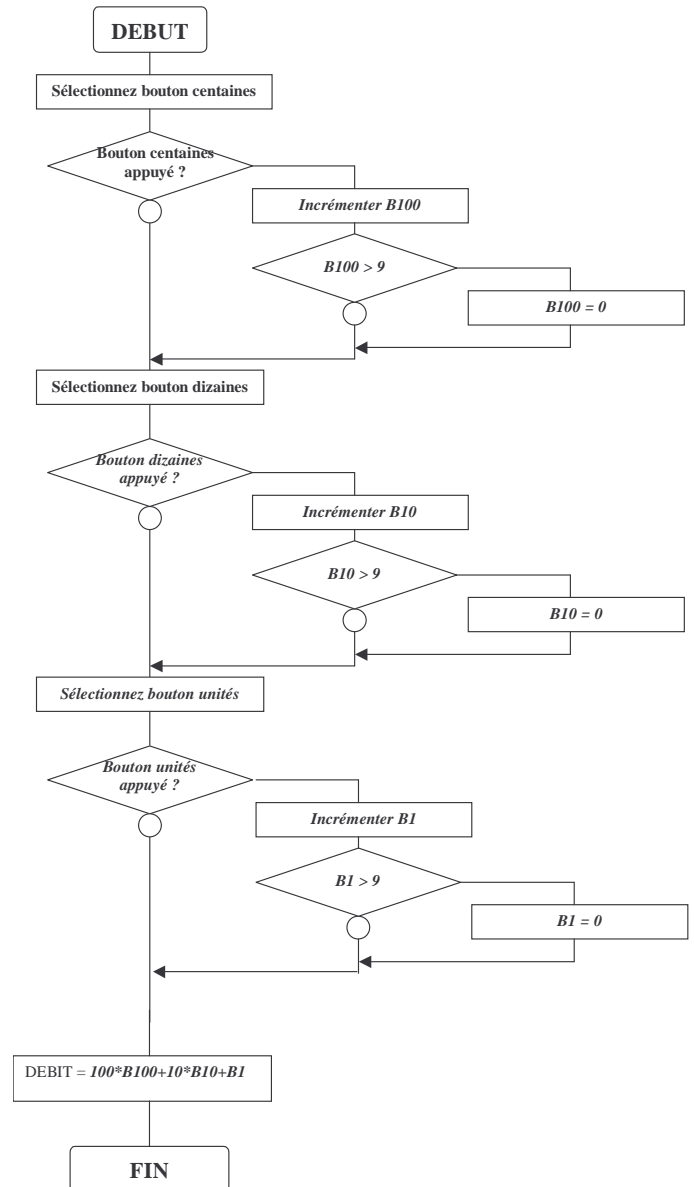 DEBUT
Sélectionnez bouton centaines
Bouton centaines
appuyé ?
Incrémenter B100
B100 > 9
B100 = 0
Sélectionnez bouton dizaines
Bouton dizaines
appuyé ?
Incrémenter B10
B10 > 9
B10 = 0
Sélectionnez bouton unités
Bouton unités
appuyé ?
Incrémenter B1
B1 > 9
B1 = 0
DEBIT = 100*B100+10*B10+B1
FIN